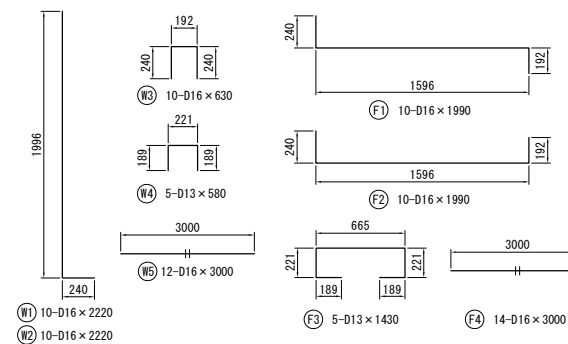 1996
240
W1 10-D16×2220
W2 10-D16×2220
192
240
240
W3 10-D16×630
221
189
189
W4 5-D13×580
3000
W5 12-D16×3000
240
192
1596
F1 10-D16×1990
240
192
1596
F2 10-D16×1990
665
221
221
189
189
F3 5-D13×1430
3000
F4 14-D16×3000